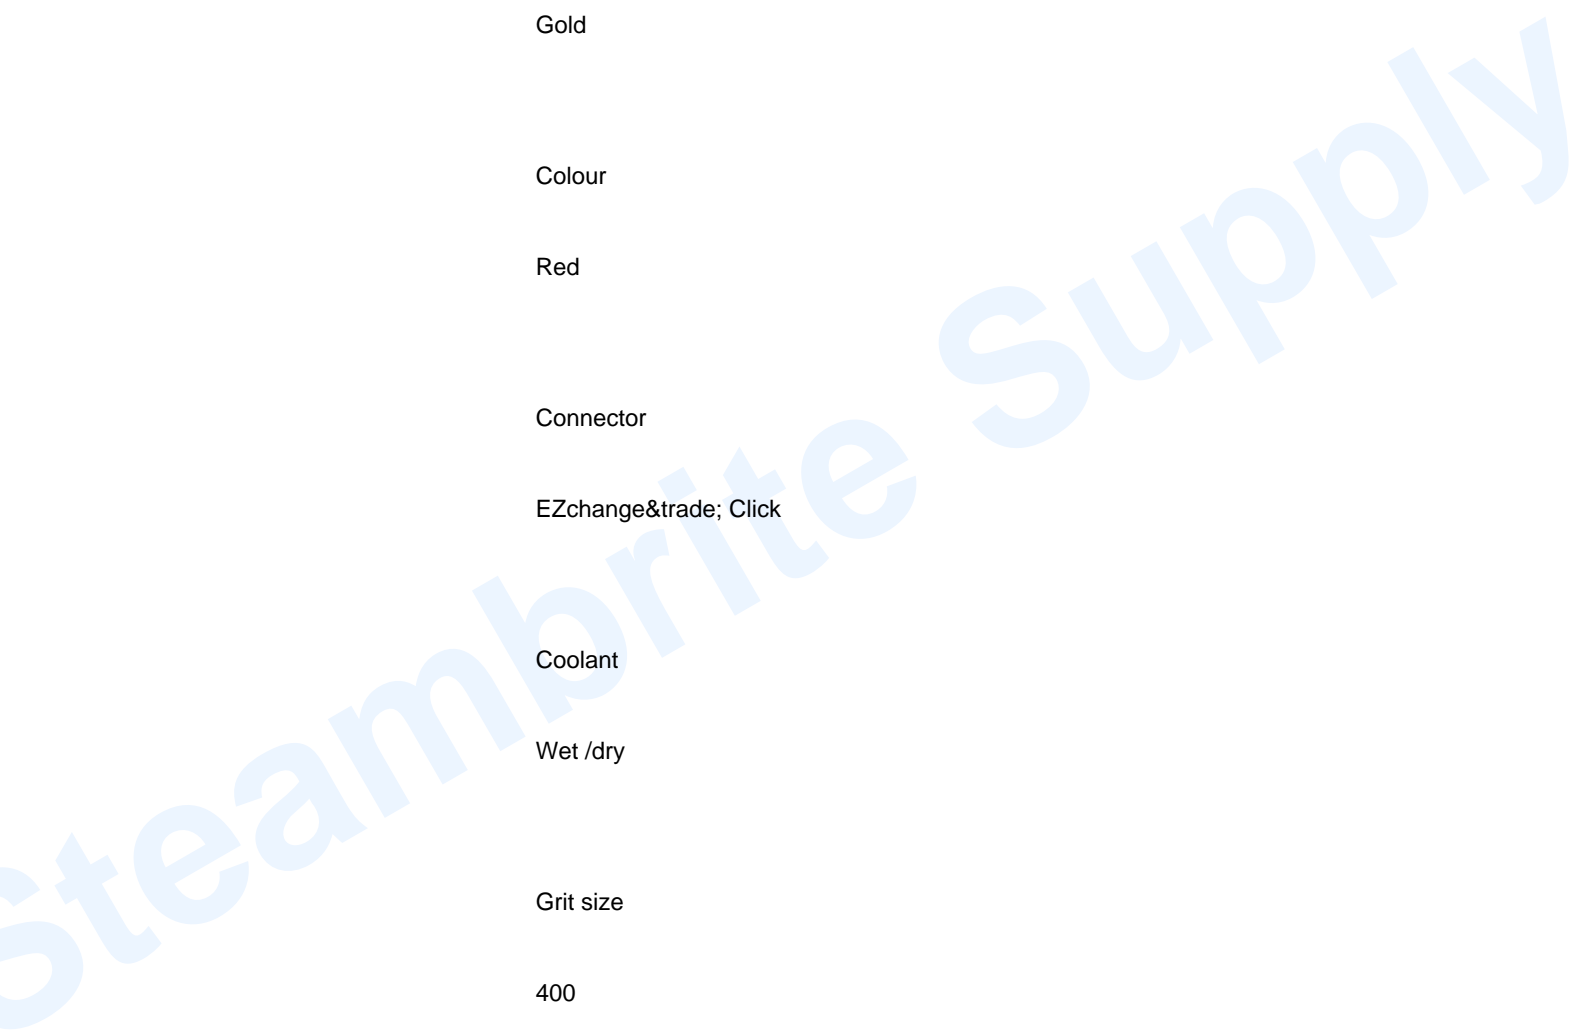 Gold
Colour
Red
Connector
EZchange&trade; Click
Coolant
Wet /dry
Grit size
400
Steambrite Supply